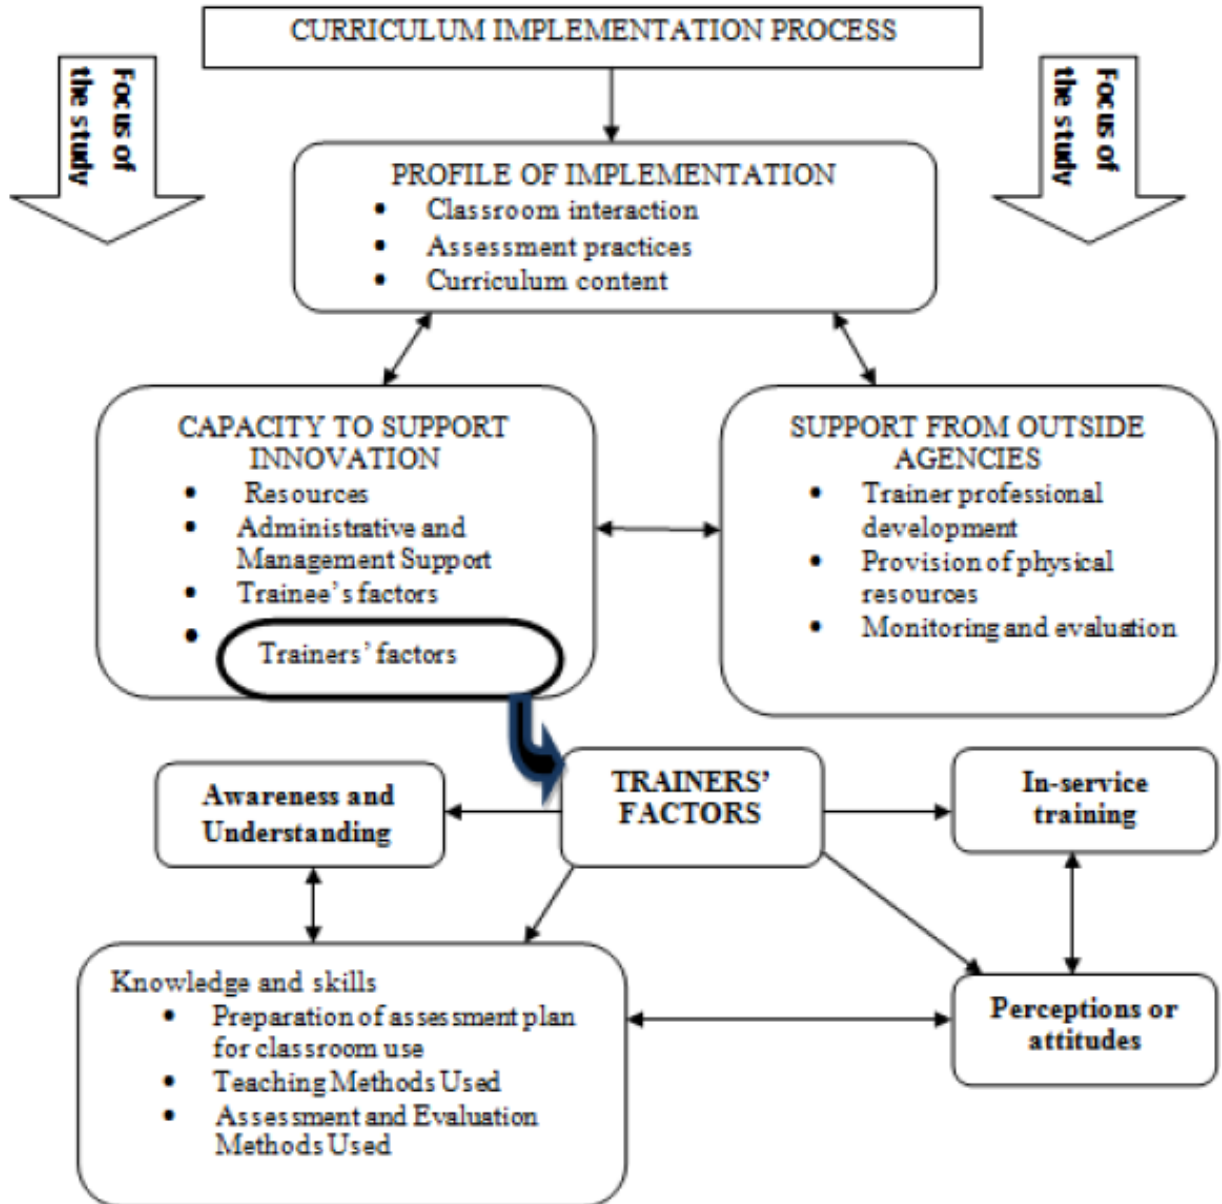 CURRICULUM IMPLEMENTATION PROCESS
Focus of
the study
Focus of
the study
PROFILE OF IMPLEMENTATION
• Classroom interaction
• Assessment practices
• Curriculum content
CAPACITY TO SUPPORT
INNOVATION
• Resources
• Administrative and
Management Support
• Trainee's factors
• Trainers' factors
SUPPORT FROM OUTSIDE
AGENCIES
• Trainer professional
development
• Provision of physical
resources
• Monitoring and evaluation
Awareness and
Understanding
TRAINERS'
FACTORS
In-service
training
Knowledge and skills
• Preparation of assessment plan
for classroom use
• Teaching Methods Used
• Assessment and Evaluation
Methods Used
Perceptions or
attitudes